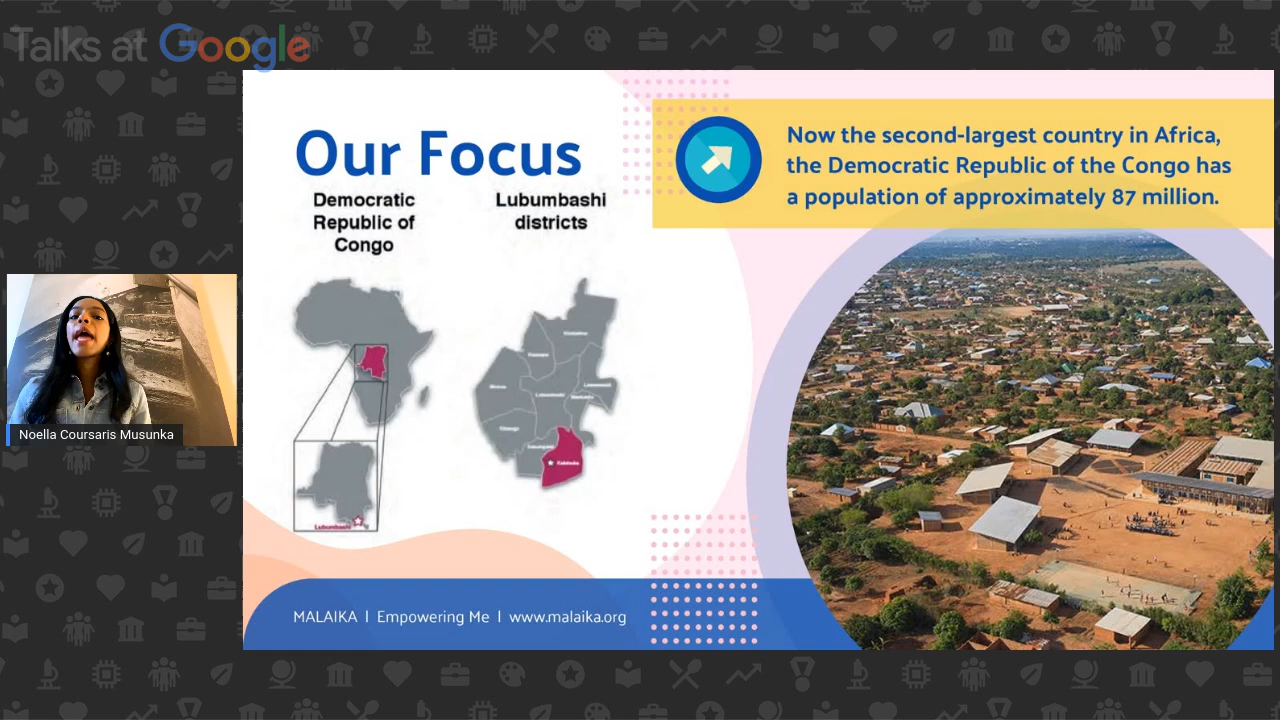 Talks at Google
Our Focus
Democratic
Republic of
Congo
Lubumbashi
districts
Now the second-largest country in Africa,
the Democratic Republic of the Congo has
a population of approximately 87 million.
Lubumbashi
Noella Coursaris Musunka
MALAIKA | Empowering Me | www.malaika.org